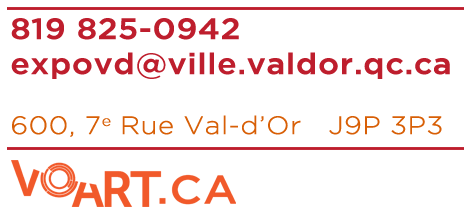 819 825-0942
expovd@ville.valdor.qc.ca
600, 7e Rue Val-d’Or J9P 3P3
VOART.CA